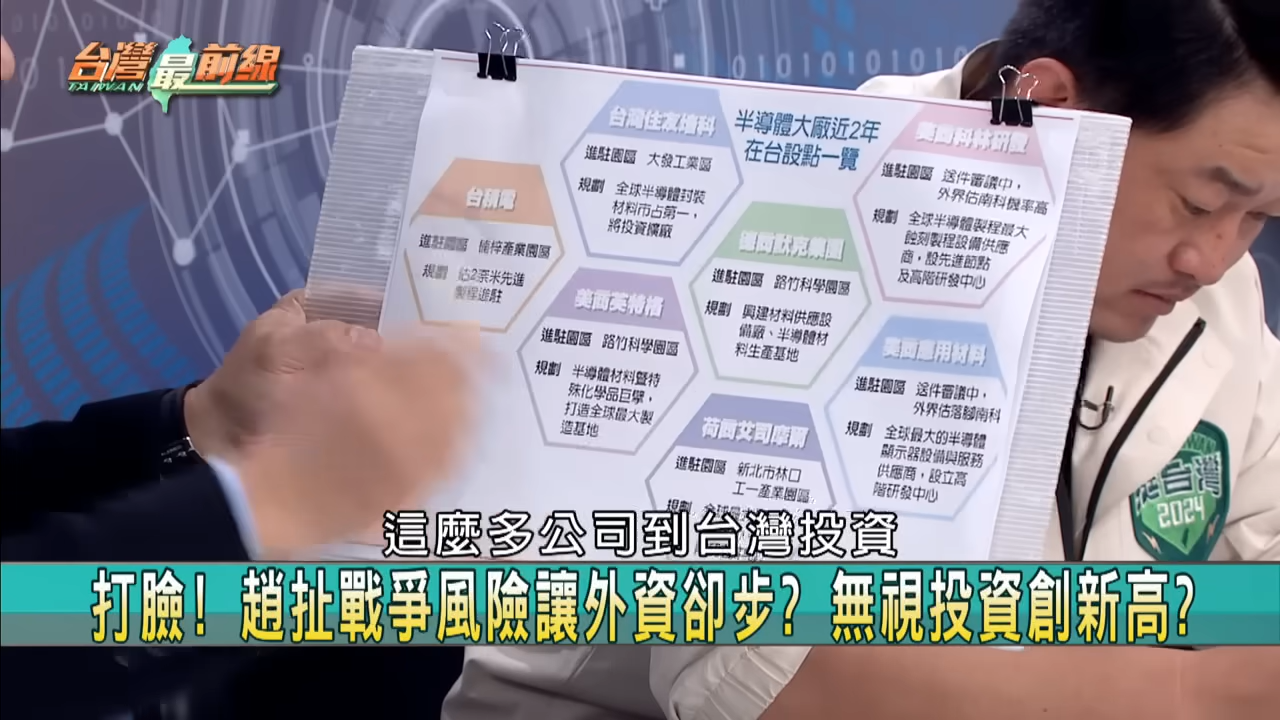 台灣最前線
TAIWAN
半導體大廠近2年
在台設點一覽
台積電
進駐園區 楠梓產業園區
規劃 估2奈米先進
製程進駐
台灣住友培科
進駐園區 大發工業區
規劃 全球半導體封裝
材料市占第一，
將投資擴廠
美商英特格
進駐園區 路竹科學園區
規劃 半導體材料暨特
殊化學品巨擘，
打造全球最大製
造基地
德商默克集團
進駐園區 路竹科學園區
規劃 興建材料供應設
備廠、半導體材
料生產基地
荷商艾司摩爾
進駐園區 新北市林口
工一產業園區
規劃 全球最大
美商科林研發
進駐園區 送件審議中，
外界估南科機率高
規劃 全球半導體製程最大
蝕刻製程設備供應
商，設先進節點
及高階研發中心
美商應用材料
進駐園區 送件審議中，
外界估落腳南科
規劃 全球最大的半導體
顯示器設備與服務
供應商，設立高
階研發中心
台灣
2024
這麼多公司到台灣投資
打臉! 趙扯戰爭風險讓外資卻步? 無視投資創新高?